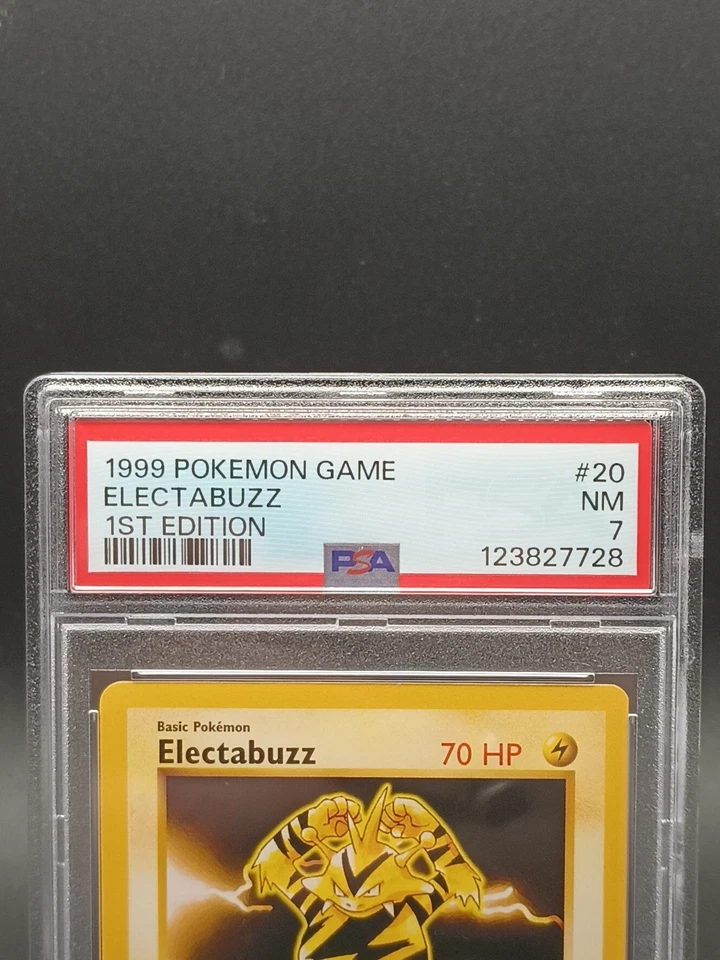 1999 POKEMON GAME #20
ELECTABUZZ NM
1ST EDITION 7
PSA 123827728
Basic Pokémon
Electabuzz 70 HP